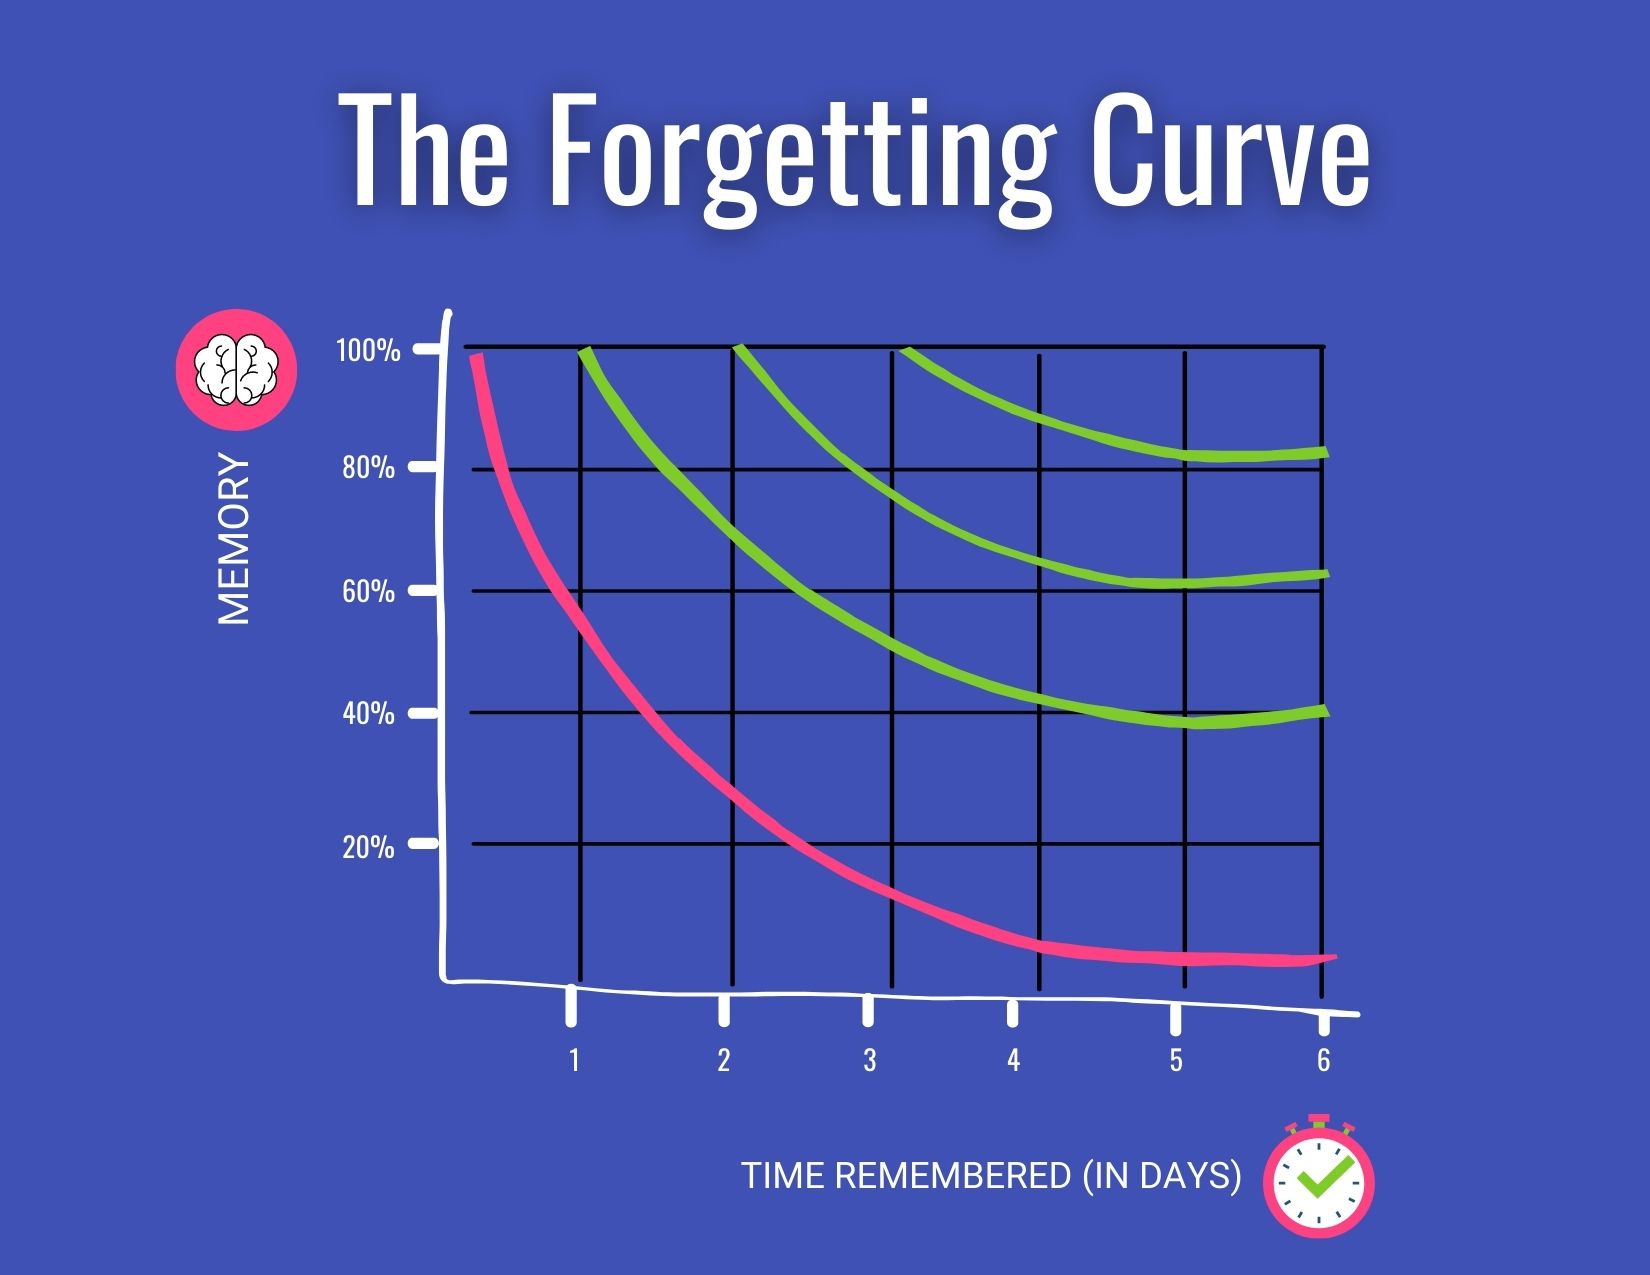 The Forgetting Curve
100%
80%
60%
40%
20%
MEMORY
1 2 3 4 5 6
TIME REMEMBERED (IN DAYS)